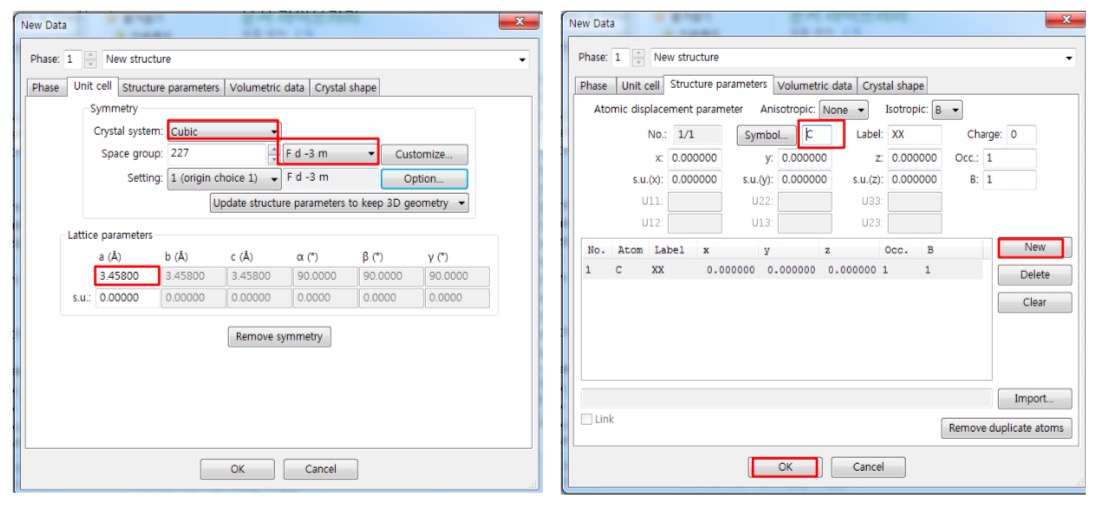 New Data
Phase: 1 New structure
Phase Unit cell Structure parameters Volumetric data Crystal shape
Symmetry
Crystal system: Cubic
Space group: 227 F d -3 m Customize...
Setting: 1 (origin choice 1) F d -3 m Option...
Update structure parameters to keep 3D geometry
Lattice parameters
a (Å) b (Å) c (Å) α (°) β (°) γ (°)
3.45800 3.45800 3.45800 90.0000 90.0000 90.0000
s.u.: 0.00000 0.00000 0.00000 0.0000 0.0000 0.0000
Remove symmetry
OK Cancel
New Data
Phase: 1 New structure
Phase Unit cell Structure parameters Volumetric data Crystal shape
Atomic displacement parameter Anisotropic: None Isotropic: B
No.: 1/1 Symbol... C Label: XX Charge: 0
x: 0.000000 y: 0.000000 z: 0.000000 Occ.: 1
s.u.(x): 0.000000 s.u.(y): 0.000000 s.u.(z): 0.000000 B: 1
U11: U22: U33:
U12: U13: U23:
No. Atom Label x y z Occ. B
1 C XX 0.000000 0.000000 0.000000 1 1
New
Delete
Clear
Import...
Link
Remove duplicate atoms
OK Cancel